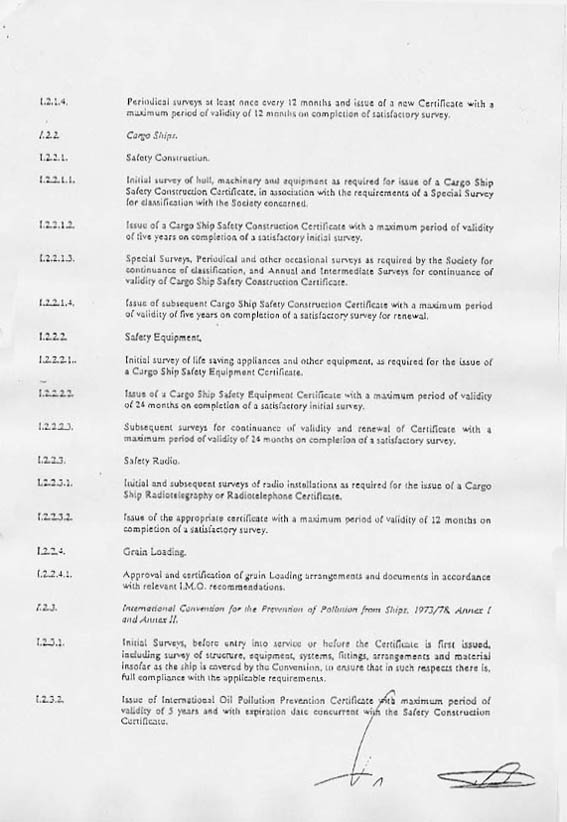 1.2.1.4. Periodical surveys at least once every 12 months and issue of a new Certificate with a
maximum period of validity of 12 months on completion of satisfactory survey.
1.2.2. Cargo Ships.
1.2.2.1. Safety Construction.
1.2.2.1.1. Initial survey of hull, machinery and equipment as required for issue of a Cargo Ship
Safety Construction Certificate, in association with the requirements of a Special Survey
for classification with the Society concerned.
1.2.2.1.2. Issue of a Cargo Ship Safety Construction Certificate with a maximum period of validity
of five years on completion of a satisfactory initial survey.
1.2.2.1.3. Special Surveys, Periodical and other occasional surveys as required by the Society for
continuance of classification, and Annual and Intermediate Surveys for continuance of
validity of Cargo Ship Safety Construction Certificate.
1.2.2.1.4. Issue of subsequent Cargo Ship Safety Construction Certificate with a maximum period
of validity of five years on completion of a satisfactory survey for renewal.
1.2.2.2. Safety Equipment.
1.2.2.2.1.. Initial survey of life saving appliances and other equipment, as required for the issue of
a Cargo Ship Safety Equipment Certificate.
1.2.2.2.2. Issue of a Cargo Ship Safety Equipment Certificate with a maximum period of validity
of 24 months on completion of a satisfactory initial survey.
1.2.2.2.3. Subsequent surveys for continuance of validity and renewal of Certificate with a
maximum period of validity of 24 months on completion of a satisfactory survey.
1.2.2.3. Safety Radio.
1.2.2.3.1. Initial and subsequent surveys of radio installations as required for the issue of a Cargo
Ship Radiotelegraphy or Radiotelephone Certificate.
1.2.2.3.2. Issue of the appropriate certificate with a maximum period of validity of 12 months on
completion of a satisfactory survey.
1.2.2.4. Grain Loading.
1.2.2.4.1. Approval and certification of grain Loading arrangements and documents in accordance
with relevant I.M.O. recommendations.
1.2.3. International Convention for the Prevention of Pollution from Ships, 1973/78, Annex I
and Annex II.
1.2.3.1. Initial Surveys, before entry into service or before the Certificate is first issued,
including survey of structure, equipment, systems, fittings, arrangements and material
insofar as the ship is covered by the Convention, to ensure that in such respects there is,
full compliance with the applicable requirements.
1.2.3.2. Issue of International Oil Pollution Prevention Certificate with maximum period of
validity of 5 years and with expiration date concurrent with the Safety Construction
Certificate.